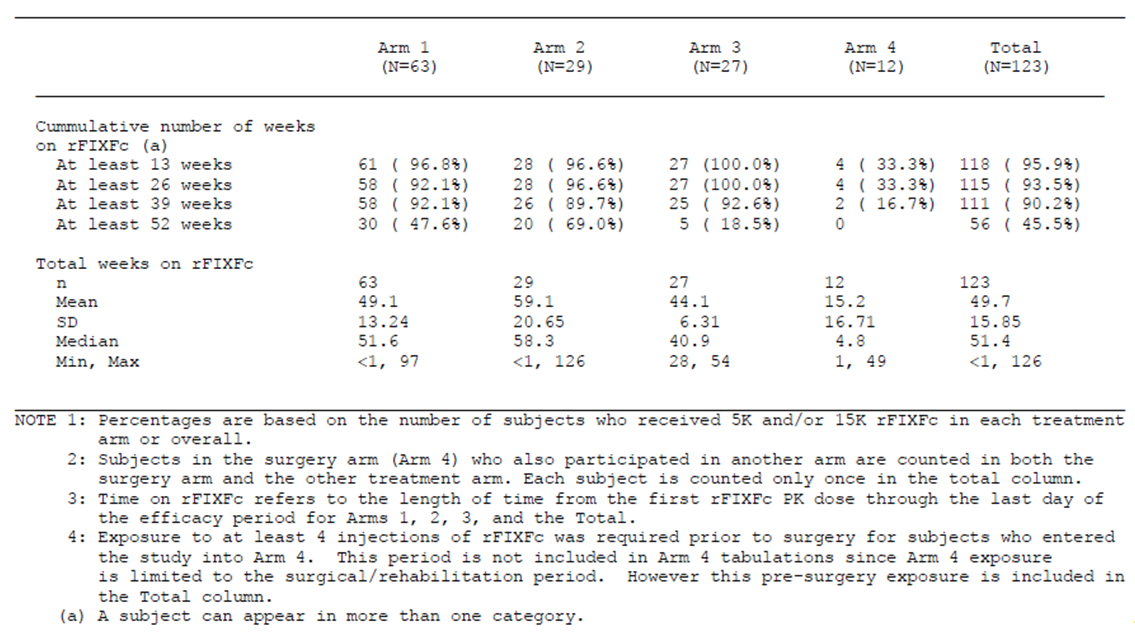 Arm 1 Arm 2 Arm 3 Arm 4 Total
(N=63) (N=29) (N=27) (N=12) (N=123)
Cummulative number of weeks
on rFIXFc (a)
At least 13 weeks 61 ( 96.8%) 28 ( 96.6%) 27 (100.0%) 4 ( 33.3%) 118 ( 95.9%)
At least 26 weeks 58 ( 92.1%) 28 ( 96.6%) 27 (100.0%) 4 ( 33.3%) 115 ( 93.5%)
At least 39 weeks 58 ( 92.1%) 26 ( 89.7%) 25 ( 92.6%) 2 ( 16.7%) 111 ( 90.2%)
At least 52 weeks 30 ( 47.6%) 20 ( 69.0%) 5 ( 18.5%) 0 56 ( 45.5%)
Total weeks on rFIXFc
n 63 29 27 12 123
Mean 49.1 59.1 44.1 15.2 49.7
SD 13.24 20.65 6.31 16.71 15.85
Median 51.6 58.3 40.9 4.8 51.4
Min, Max <1, 97 <1, 126 28, 54 1, 49 <1, 126
NOTE 1: Percentages are based on the number of subjects who received 5K and/or 15K rFIXFc in each treatment
arm or overall.
2: Subjects in the surgery arm (Arm 4) who also participated in another arm are counted in both the
surgery arm and the other treatment arm. Each subject is counted only once in the total column.
3: Time on rFIXFc refers to the length of time from the first rFIXFc PK dose through the last day of
the efficacy period for Arms 1, 2, 3, and the Total.
4: Exposure to at least 4 injections of rFIXFc was required prior to surgery for subjects who entered
the study into Arm 4. This period is not included in Arm 4 tabulations since Arm 4 exposure
is limited to the surgical/rehabilitation period. However this pre-surgery exposure is included in
the Total column.
(a) A subject can appear in more than one category.